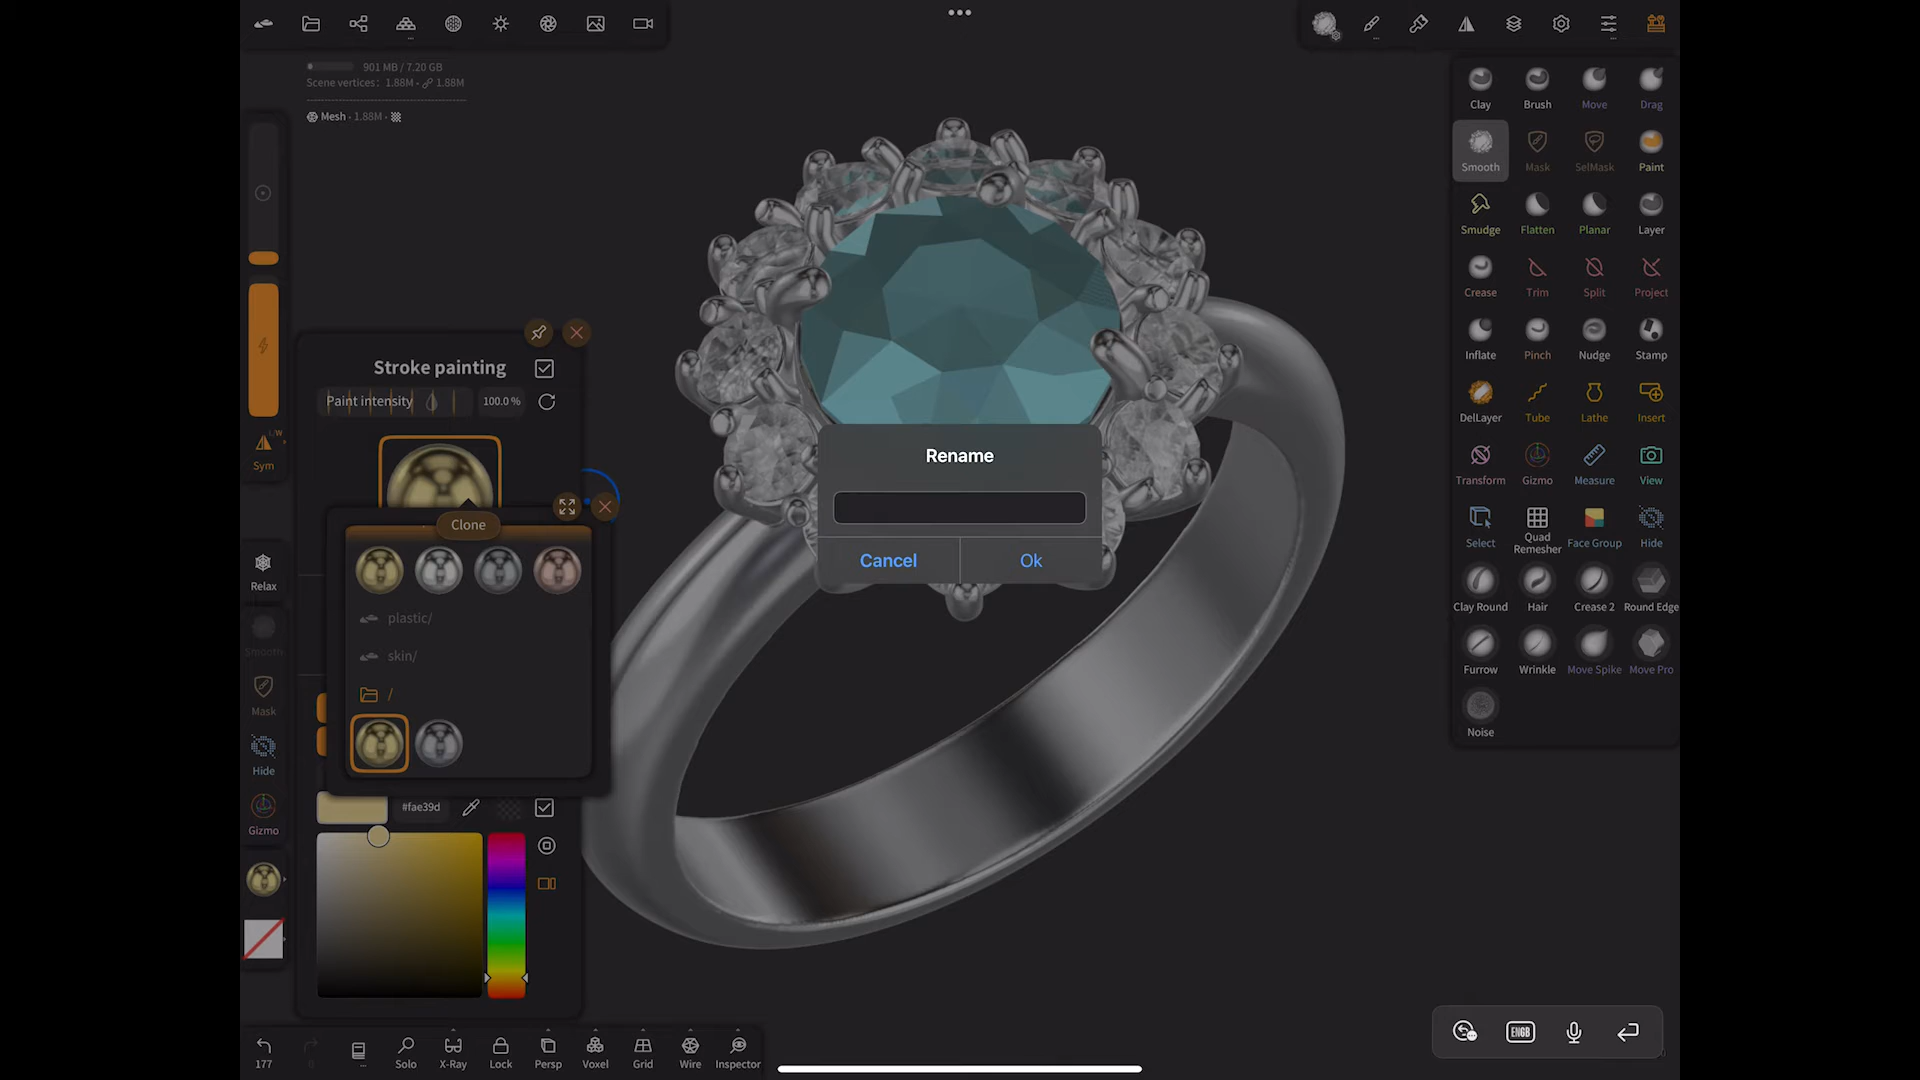 901 MB / 7.20 GB
Scene vertices: 1.88M • 1.88M
Mesh • 1.88M •
Sym
Relax
Smooth
Mask
Hide
Gizmo
Stroke painting
Paint intensity
100.0 %
Clone
plastic/
skin/
/
#fae39d
Rename
Cancel
Ok
Clay
Brush
Move
Drag
Smooth
Mask
SelMask
Paint
Smudge
Flatten
Planar
Layer
Crease
Trim
Split
Project
Inflate
Pinch
Nudge
Stamp
DelLayer
Tube
Lathe
Insert
Transform
Gizmo
Measure
View
Select
Quad
Remesher
Face Group
Hide
Clay Round
Hair
Crease 2
Round Edge
Furrow
Wrinkle
Move Spike
Move Pro
Noise
177
0
Solo
X-Ray
Lock
Persp
Voxel
Grid
Wire
Inspector
ENGB